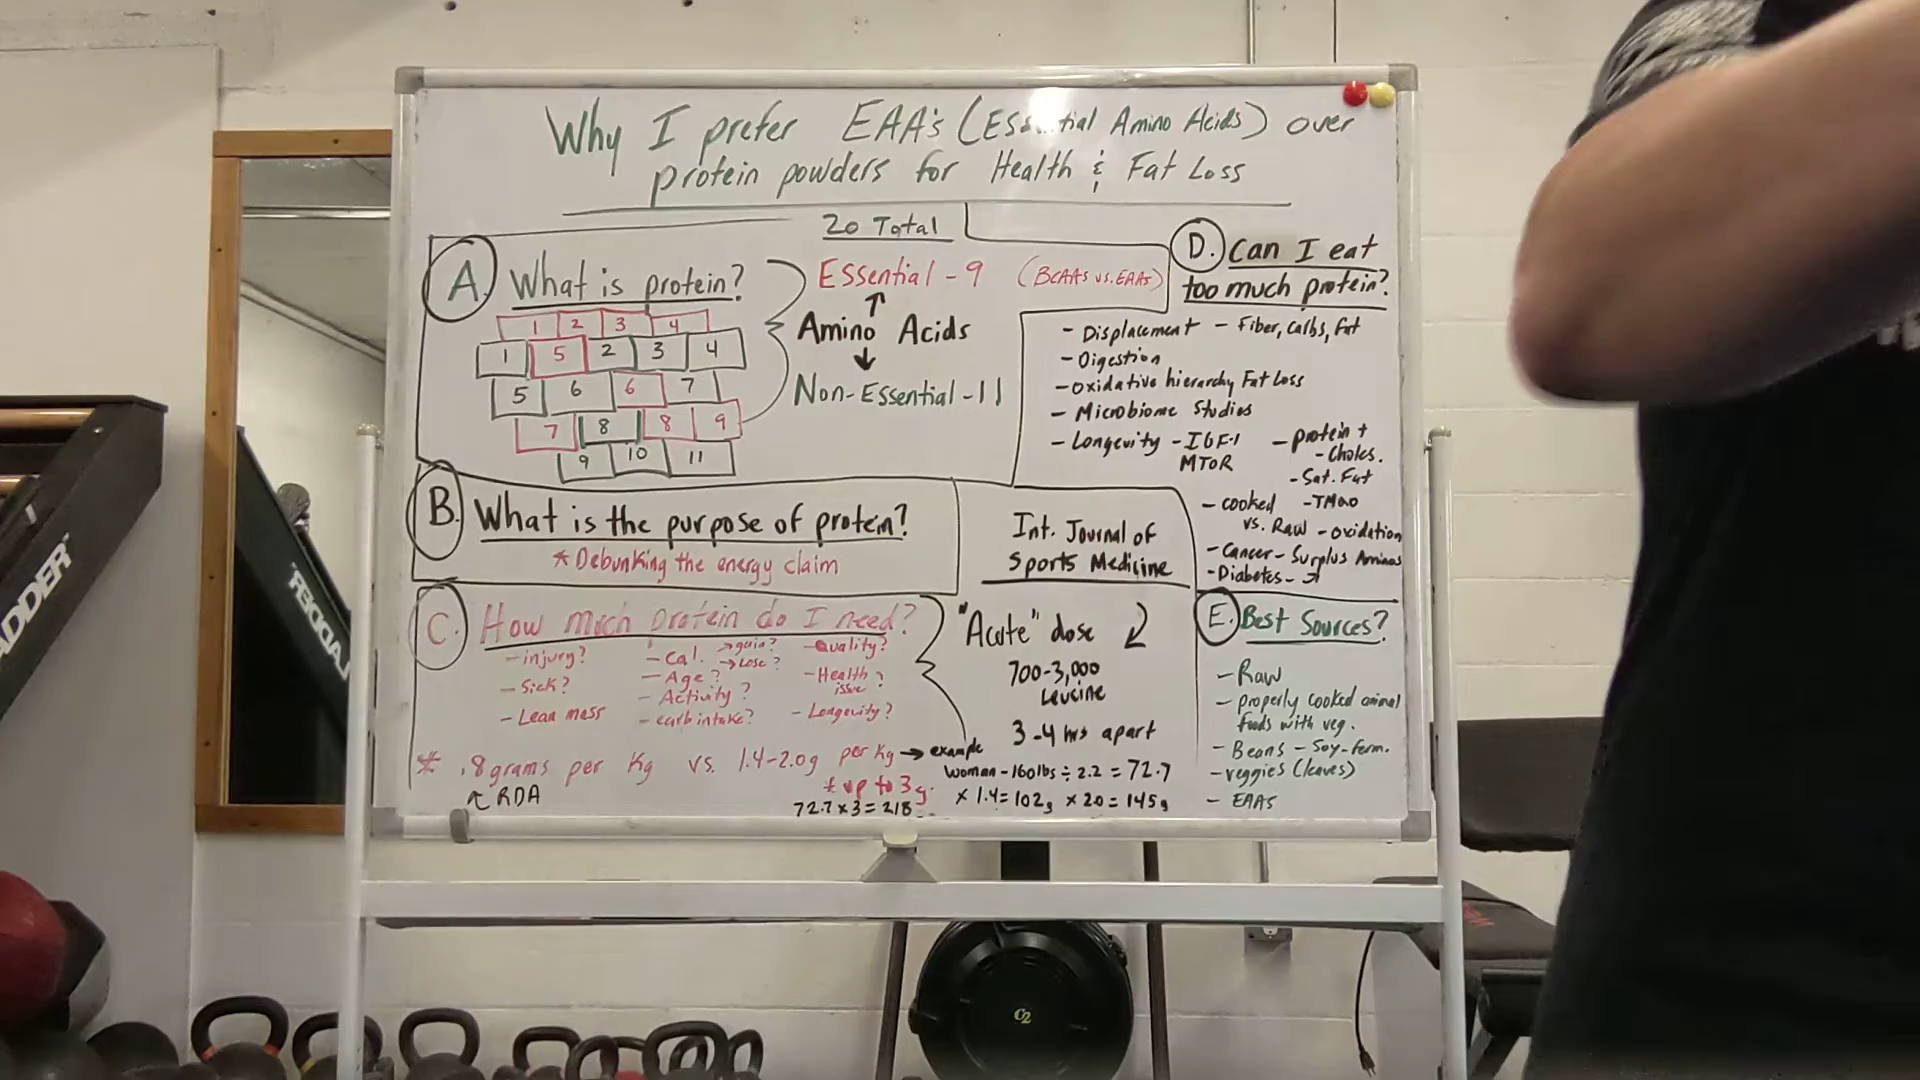 Why I prefer EAA's (Essential Amino Acids) over
protein powders for Health & Fat Loss
20 Total
A. What is protein?
1 2 3 4
1 5 2 3 4
5 6 6 7
7 8 8 9
9 10 11
Essential - 9 (BCAAs vs. EAAs)
Amino Acids
Non-Essential - 11
B. What is the purpose of protein?
* Debunking the energy claim
C. How much protein do I need?
- injury?
- Sick?
- Lean mass
- Cal. → gain?
→ Lose?
- Age?
- Activity?
- carb intake?
- Quality?
- Health
issue?
- Longevity?
* .8 grams per Kg vs. 1.4-2.0g per Kg → example
RDA
* up to 3g.
72.7 x 3 = 218
Woman - 160lbs ÷ 2.2 = 72.7
x 1.4 = 102g x 2.0 = 145g
Int. Journal of
Sports Medicine
"Acute" dose
700-3,000
Leucine
3-4 hrs apart
D. Can I eat
too much protein?
- Displacement - Fiber, carbs, fat
- Digestion
- Oxidative hierarchy Fat Loss
- Microbiome Studies
- Longevity - IGF-1
MTOR
- protein +
- Choles.
- Sat. Fat
- TMAO
- cooked
vs. Raw - oxidation
- Cancer - Surplus Aminos
- Diabetes -
E. Best Sources?
- Raw
- properly cooked animal
foods with veg.
- Beans - Soy - ferm.
- veggies (leaves)
- EAAs
ADDER™
C2